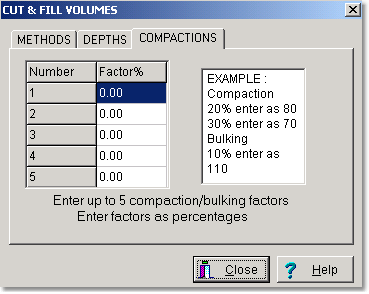 CUT & FILL VOLUMES
METHODS DEPTHS COMPACTIONS
Number Factor%
1 0.00
2 0.00
3 0.00
4 0.00
5 0.00
EXAMPLE :
Compaction
20% enter as 80
30% enter as 70
Bulking
10% enter as
110
Enter up to 5 compaction/bulking factors
Enter factors as percentages
Close ? Help